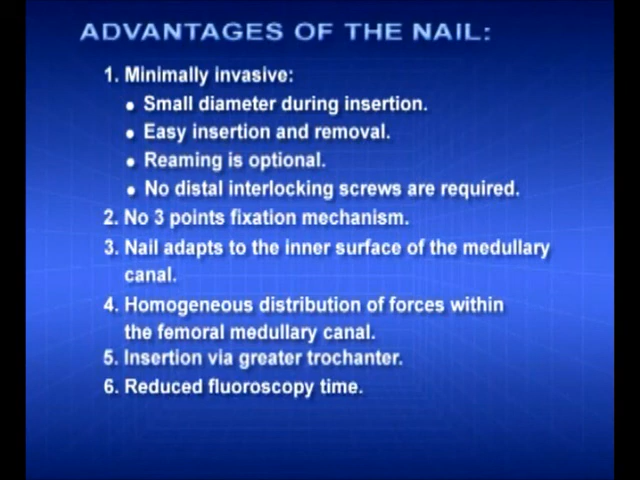 ADVANTAGES OF THE NAIL:
1. Minimally invasive:
• Small diameter during insertion.
• Easy insertion and removal.
• Reaming is optional.
• No distal interlocking screws are required.
2. No 3 points fixation mechanism.
3. Nail adapts to the inner surface of the medullary
canal.
4. Homogeneous distribution of forces within
the femoral medullary canal.
5. Insertion via greater trochanter.
6. Reduced fluoroscopy time.